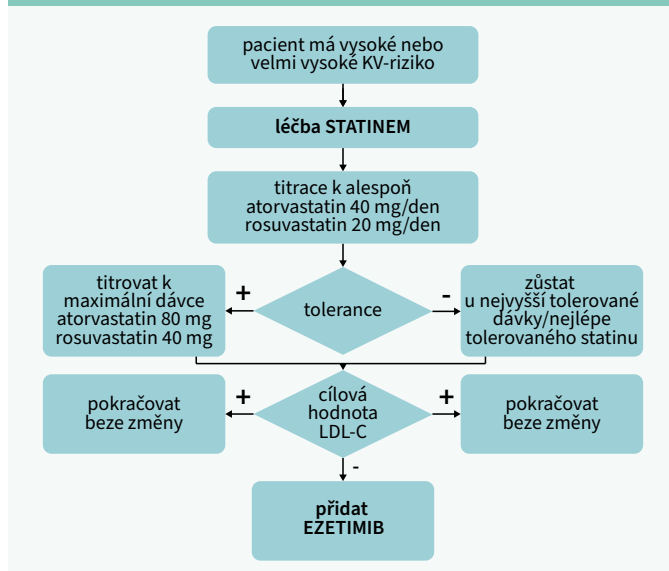 pacient má vysoké nebo
velmi vysoké KV-riziko
léčba STATINEM
titrace k alespoň
atorvastatin 40 mg/den
rosuvastatin 20 mg/den
titrovat k
maximální dávce
atorvastatin 80 mg
rosuvastatin 40 mg
+
tolerance
-
zůstat
u nejvyšší tolerované
dávky/nejlépe
tolerovaného statinu
pokračovat
beze změny
+
cílová
hodnota
LDL-C
+
pokračovat
beze změny
-
přidat
EZETIMIB